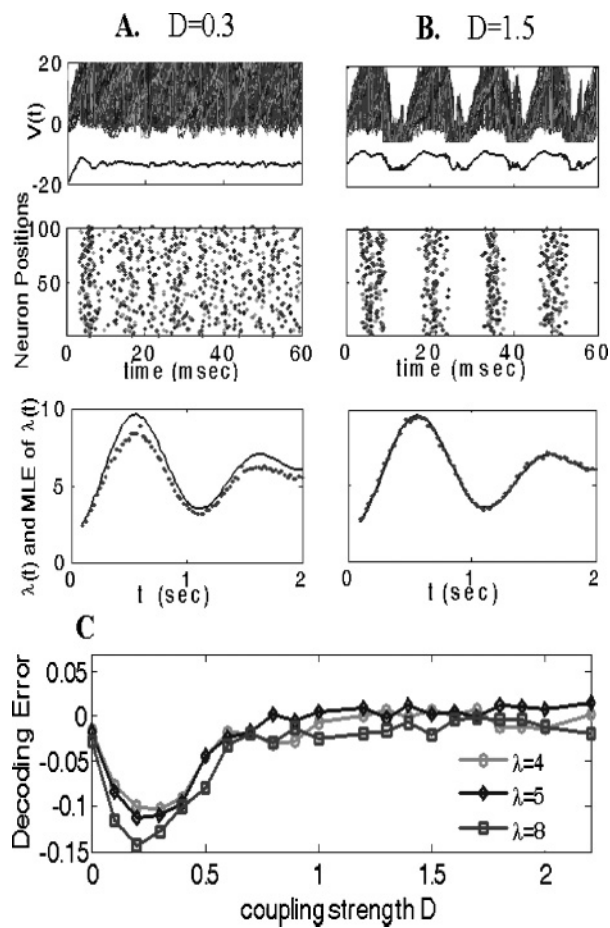 A. D=0.3
B. D=1.5
V(t)
20
0
-20
Neuron Positions
100
50
0 20 40 60
time (msec)
0 20 40 60
time (msec)
λ(t) and MLE of λ(t)
10
5
0
0 1 2
t (sec)
0 1 2
t (sec)
C
Decoding Error
0.05
0
-0.05
-0.1
-0.15
λ=4
λ=5
λ=8
0 0.5 1 1.5 2
coupling strength D